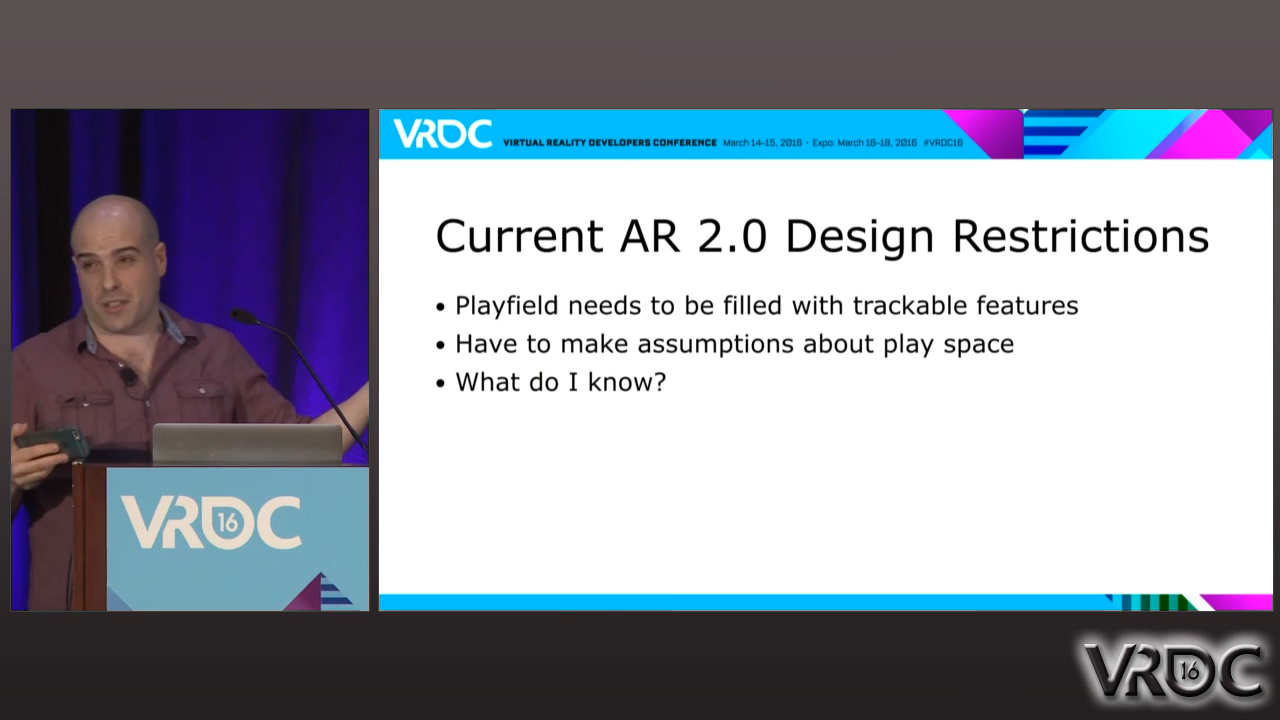 VRDC VIRTUAL REALITY DEVELOPERS CONFERENCE March 14–15, 2016 · Expo: March 16–18, 2016 #VRDC16
Current AR 2.0 Design Restrictions
• Playfield needs to be filled with trackable features
• Have to make assumptions about play space
• What do I know?
VRDC 16
VRDC 16